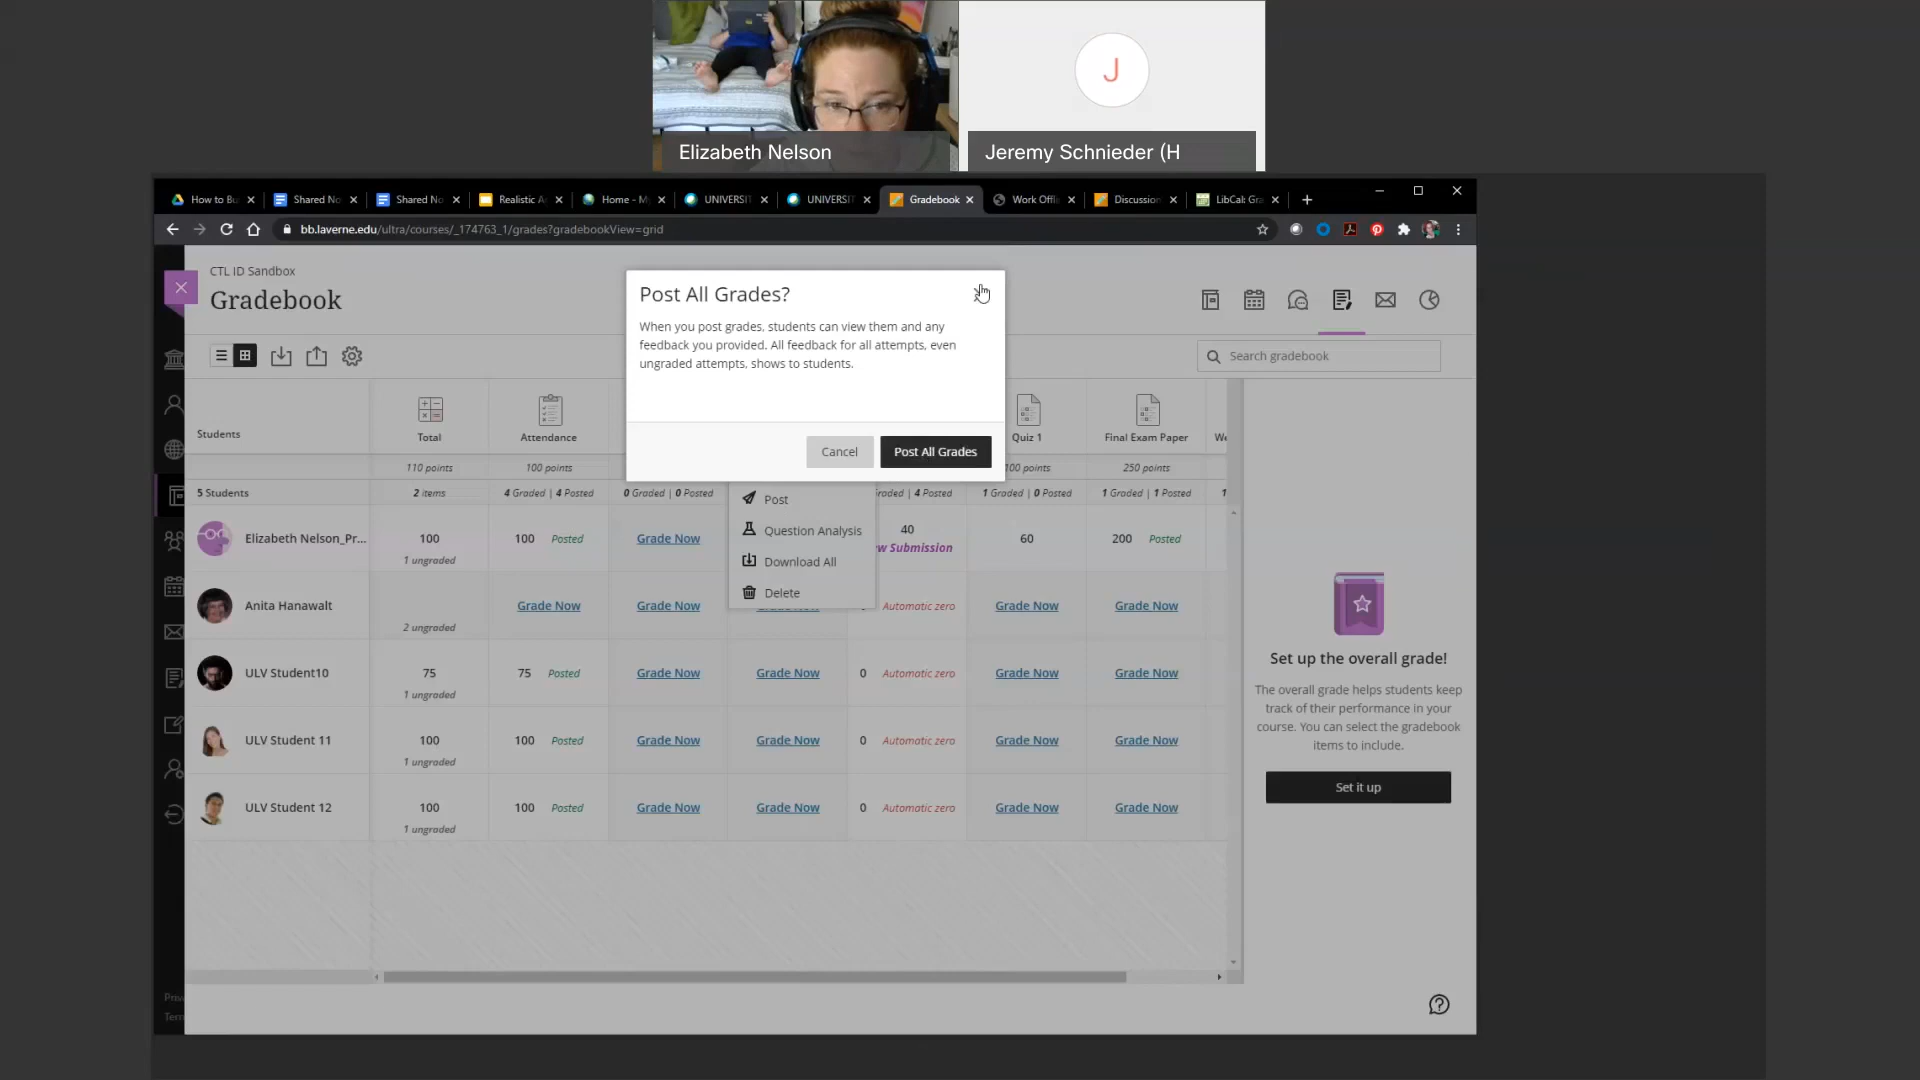 J
Elizabeth Nelson
Jeremy Schnieder (H
How to Bu
Shared No
Shared No
Realistic A
Home - M
UNIVERSIT
UNIVERSIT
Gradebook
Work Offi
Discussion
LibCal: Gra
bb.laverne.edu/ultra/courses/_174763_1/grades?gradebookView=grid
CTL ID Sandbox
Gradebook
Search gradebook
Post All Grades?
When you post grades, students can view them and any
feedback you provided. All feedback for all attempts, even
ungraded attempts, shows to students.
Cancel
Post All Grades
Students
Total
Attendance
Quiz 1
Final Exam Paper
We
110 points
100 points
100 points
250 points
5 Students
2 items
4 Graded | 4 Posted
0 Graded | 0 Posted
raded | 4 Posted
1 Graded | 0 Posted
1 Graded | 1 Posted
1
Post
Question Analysis
Download All
Delete
Elizabeth Nelson_Pr...
100
1 ungraded
100 Posted
Grade Now
40
w Submission
60
200 Posted
Anita Hanawalt
2 ungraded
Grade Now
Grade Now
Automatic zero
Grade Now
Grade Now
ULV Student10
75
1 ungraded
75 Posted
Grade Now
Grade Now
0 Automatic zero
Grade Now
Grade Now
ULV Student 11
100
1 ungraded
100 Posted
Grade Now
Grade Now
0 Automatic zero
Grade Now
Grade Now
ULV Student 12
100
1 ungraded
100 Posted
Grade Now
Grade Now
0 Automatic zero
Grade Now
Grade Now
Set up the overall grade!
The overall grade helps students keep
track of their performance in your
course. You can select the gradebook
items to include.
Set it up
Priva
Term